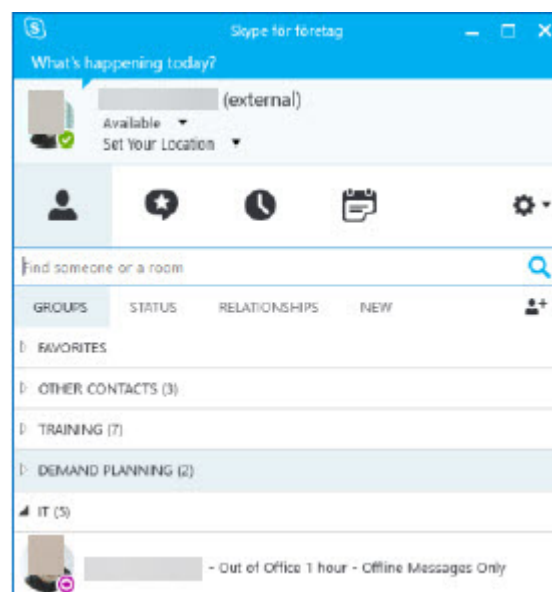 Skype för företag
What's happening today?
(external)
Available
Set Your Location
Find someone or a room
GROUPS STATUS RELATIONSHIPS NEW
FAVORITES
OTHER CONTACTS (3)
TRAINING (7)
DEMAND PLANNING (2)
IT (5)
- Out of Office 1 hour - Offline Messages Only